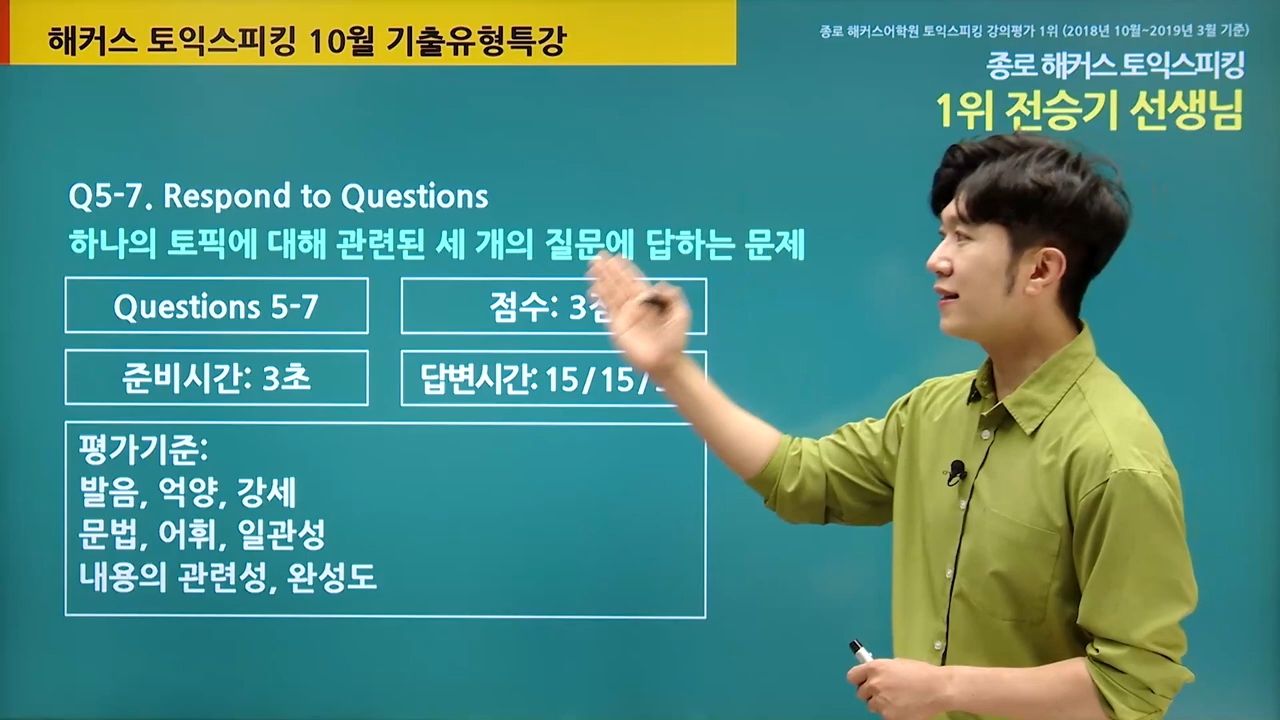 해커스 토익스피킹 10월 기출유형특강
종로 해커스어학원 토익스피킹 강의평가 1위 (2018년 10월~2019년 3월 기준)
종로 해커스 토익스피킹
1위 전승기 선생님
Q5-7. Respond to Questions
하나의 토픽에 대해 관련된 세 개의 질문에 답하는 문제
Questions 5-7
점수: 3점
준비시간: 3초
답변시간: 15/15/
평가기준:
발음, 억양, 강세
문법, 어휘, 일관성
내용의 관련성, 완성도